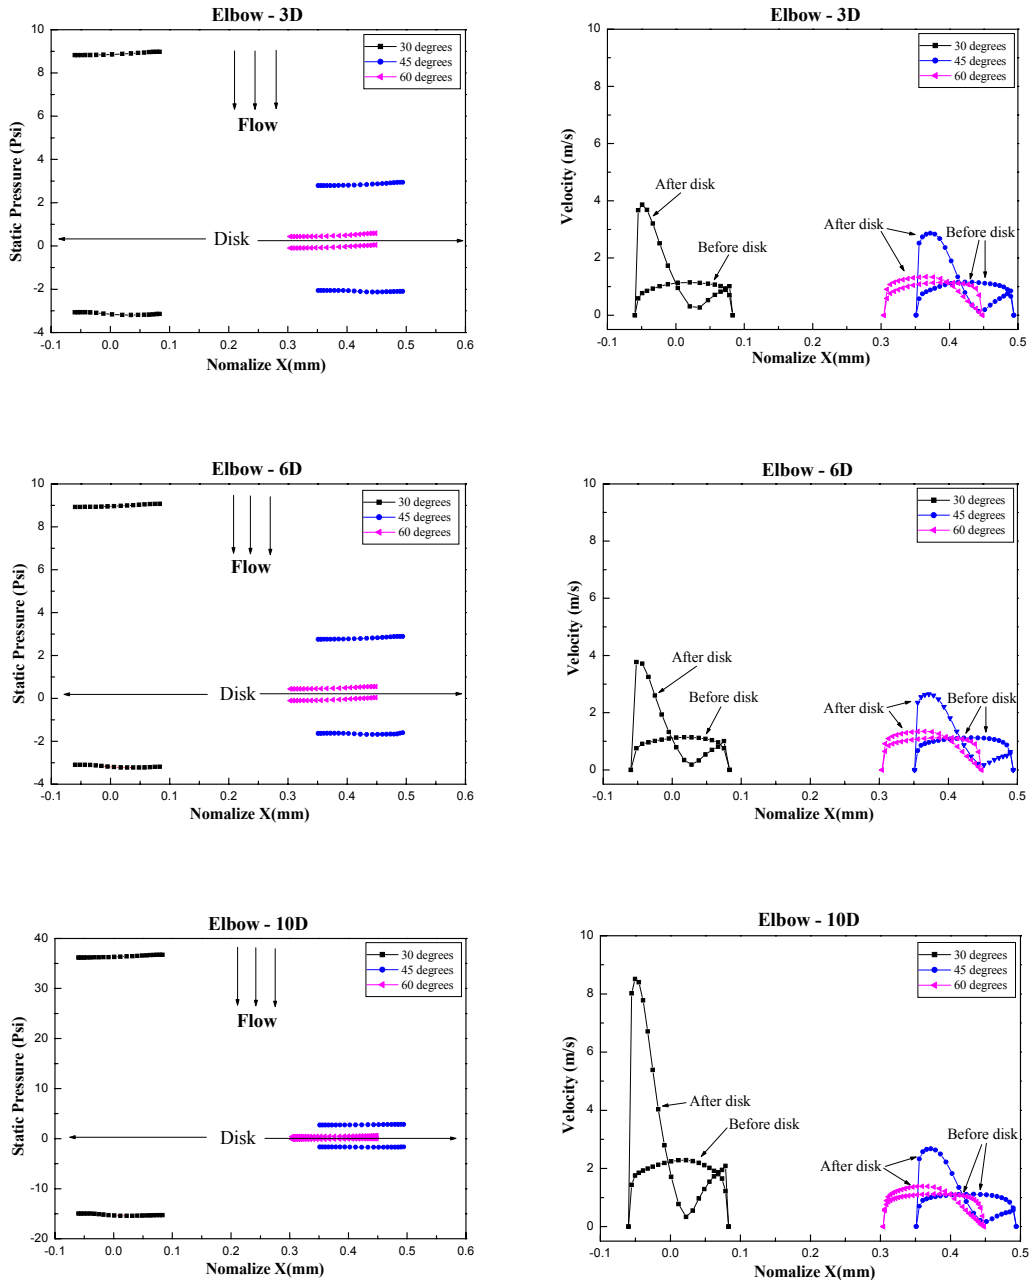 Elbow - 3D
10
8
6
4
2
0
-2
-4
-0.1
0.0
0.1
0.2
0.3
0.4
0.5
0.6
Static Pressure (Psi)
Nomalize X(mm)
30 degrees
45 degrees
60 degrees
Flow
Disk
Elbow - 3D
10
8
6
4
2
0
-0.1
0.0
0.1
0.2
0.3
0.4
0.5
Velocity (m/s)
Nomalize X(mm)
30 degrees
45 degrees
60 degrees
After disk
Before disk
After disk
Before disk
Elbow - 6D
10
8
6
4
2
0
-2
-4
-0.1
0.0
0.1
0.2
0.3
0.4
0.5
0.6
Static Pressure (Psi)
Nomalize X(mm)
30 degrees
45 degrees
60 degrees
Flow
Disk
Elbow - 6D
10
8
6
4
2
0
-0.1
0.0
0.1
0.2
0.3
0.4
0.5
Velocity (m/s)
Nomalize X(mm)
30 degrees
45 degrees
60 degrees
After disk
Before disk
After disk
Before disk
Elbow - 10D
40
30
20
10
0
-10
-20
-0.1
0.0
0.1
0.2
0.3
0.4
0.5
0.6
Static Pressure (Psi)
Nomalize X(mm)
30 degrees
45 degrees
60 degrees
Flow
Disk
Elbow - 10D
10
8
6
4
2
0
-0.1
0.0
0.1
0.2
0.3
0.4
0.5
Velocity (m/s)
Nomalize X(mm)
30 degrees
45 degrees
60 degrees
After disk
Before disk
After disk
Before disk